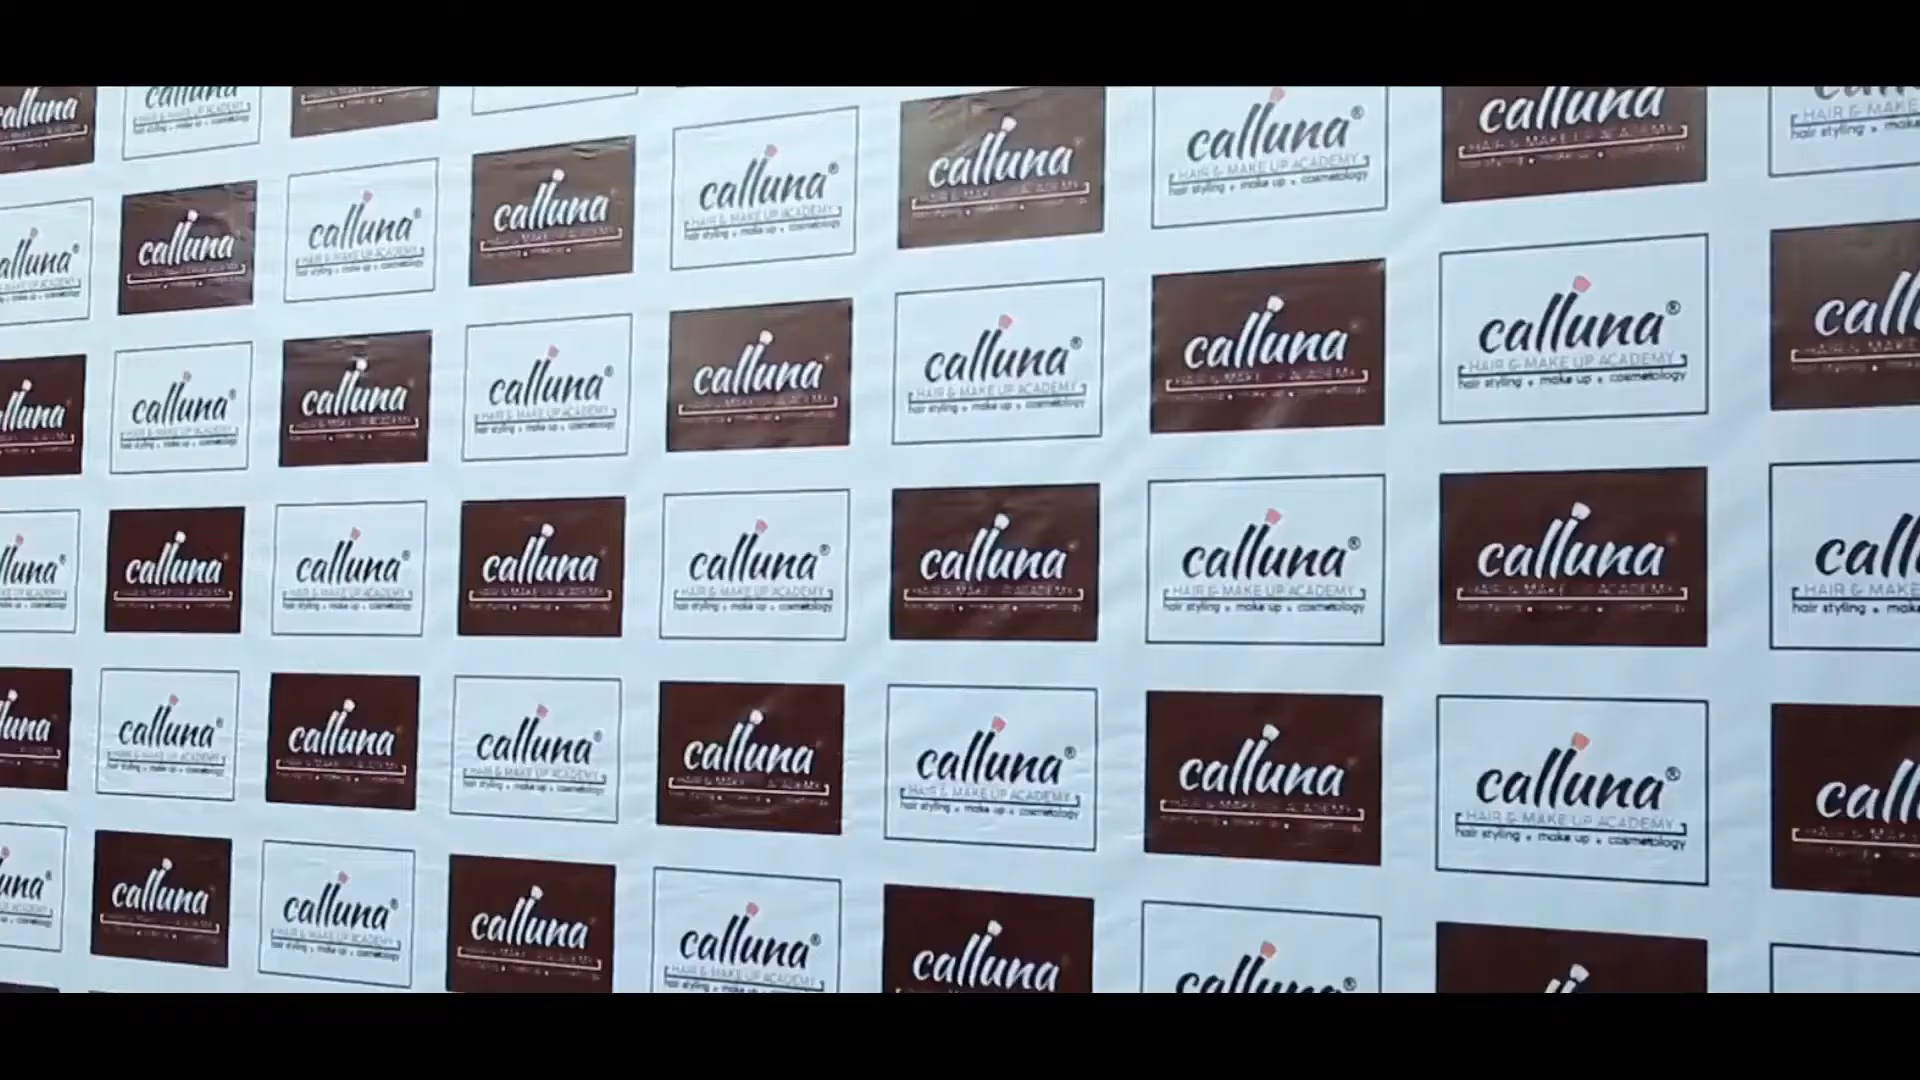 calluna®
HAIR & MAKE UP ACADEMY
hair styling • make up • cosmetology